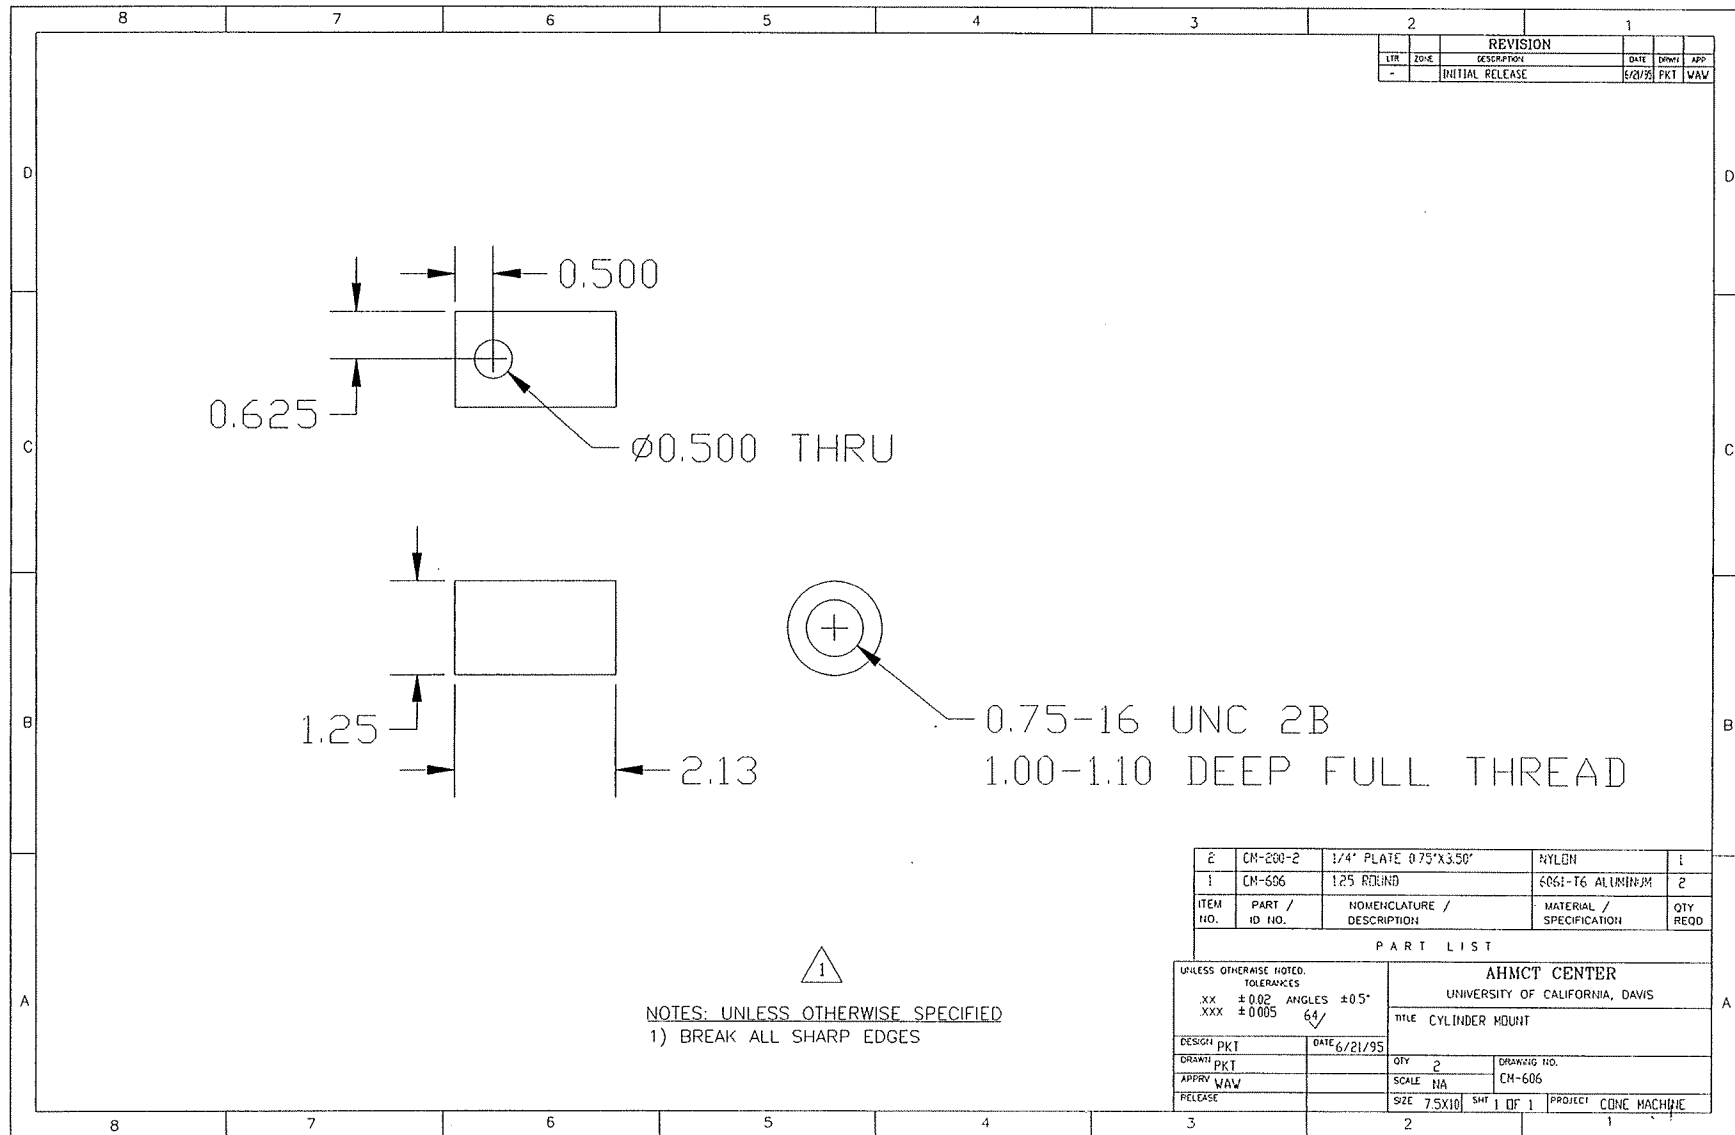 8 7 6 5 4 3 2 1
REVISION
LTR ZONE DESCRIPTION DATE DRWN APP
- INITIAL RELEASE 6/21/95 PKT WAW
D D
0.500
0.625
Ø0.500 THRU
C C
1.25
2.13
0.75-16 UNC 2B
1.00-1.10 DEEP FULL THREAD
B B
2 CM-200-2 1/4" PLATE 0.75"X3.50" NYLON 1
1 CM-606 1.25 ROUND 6061-T6 ALUMINUM 2
ITEM NO. PART / ID NO. NOMENCLATURE / DESCRIPTION MATERIAL / SPECIFICATION QTY REQD
PART LIST
1
NOTES: UNLESS OTHERWISE SPECIFIED
1) BREAK ALL SHARP EDGES
A A
UNLESS OTHERWISE NOTED.
TOLERANCES
.XX ±0.02 ANGLES ±0.5°
.XXX ±0.005 64
AHMCT CENTER
UNIVERSITY OF CALIFORNIA, DAVIS
TITLE CYLINDER MOUNT
DESIGN PKT DATE 6/21/95
DRAWN PKT
APPRV WAW
RELEASE
QTY 2
DRAWING NO.
CM-606
SCALE NA
SIZE 7.5X10 SHT 1 OF 1 PROJECT CONE MACHINE
8 7 6 5 4 3 2 1